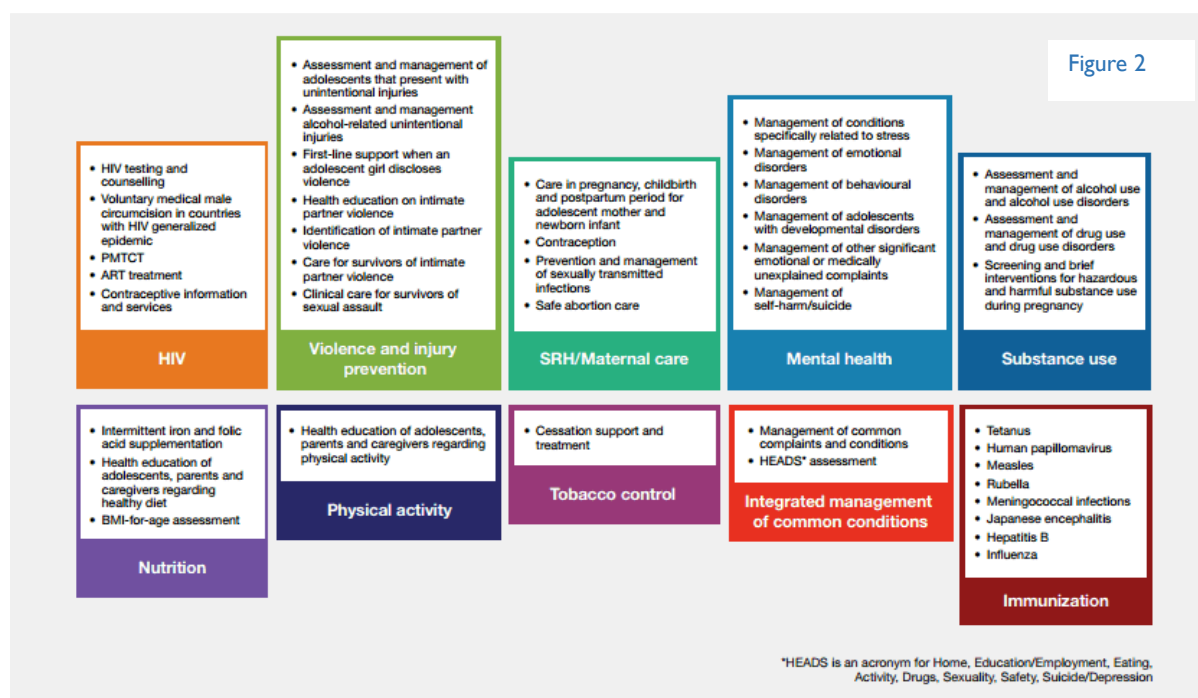 Figure 2
• HIV testing and
counselling
• Voluntary medical male
circumcision in countries
with HIV generalized
epidemic
• PMTCT
• ART treatment
• Contraceptive information
and services
HIV
• Assessment and management of
adolescents that present with
unintentional injuries
• Assessment and management
alcohol-related unintentional
injuries
• First-line support when an
adolescent girl discloses
violence
• Health education on intimate
partner violence
• Identification of intimate partner
violence
• Care for survivors of intimate
partner violence
• Clinical care for survivors of
sexual assault
Violence and injury
prevention
• Care in pregnancy, childbirth
and postpartum period for
adolescent mother and
newborn infant
• Contraception
• Prevention and management
of sexually transmitted
infections
• Safe abortion care
SRH/Maternal care
• Management of conditions
specifically related to stress
• Management of emotional
disorders
• Management of behavioural
disorders
• Management of adolescents
with developmental disorders
• Management of other significant
emotional or medically
unexplained complaints
• Management of
self-harm/suicide
Mental health
• Assessment and
management of alcohol use
and alcohol use disorders
• Assessment and
management of drug use
and drug use disorders
• Screening and brief
interventions for hazardous
and harmful substance use
during pregnancy
Substance use
• Intermittent iron and folic
acid supplementation
• Health education of
adolescents, parents and
caregivers regarding
healthy diet
• BMI-for-age assessment
Nutrition
• Health education of adolescents,
parents and caregivers regarding
physical activity
Physical activity
• Cessation support and
treatment
Tobacco control
• Management of common
complaints and conditions
• HEADS* assessment
Integrated management
of common conditions
• Tetanus
• Human papillomavirus
• Measles
• Rubella
• Meningococcal infections
• Japanese encephalitis
• Hepatitis B
• Influenza
Immunization
*HEADS is an acronym for Home, Education/Employment, Eating,
Activity, Drugs, Sexuality, Safety, Suicide/Depression